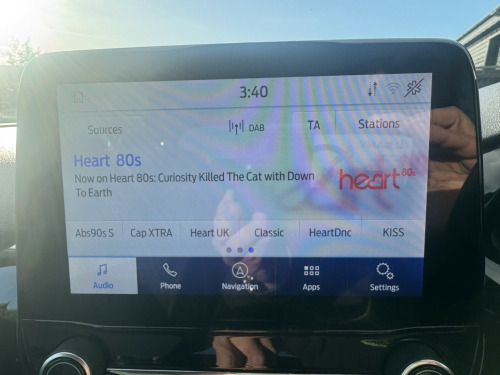 3:40
Sources
DAB
TA
Stations
Heart 80s
Now on Heart 80s: Curiosity Killed The Cat with Down
To Earth
heart 80s
Abs90s S
Cap XTRA
Heart UK
Classic
HeartDnc
KISS
Audio
Phone
Navigation
Apps
Settings